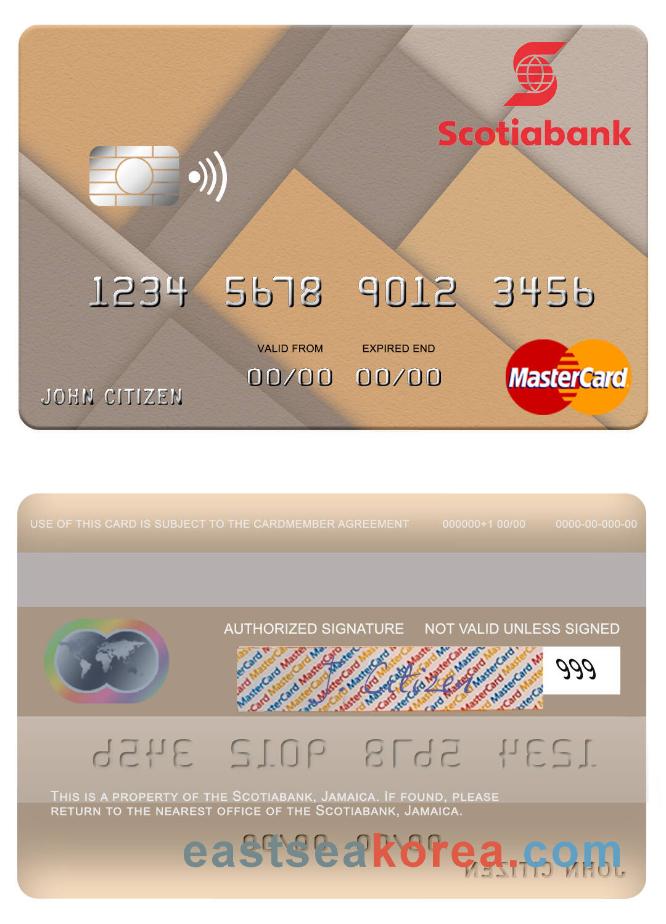 Scotiabank
1234 5678 9012 3456
VALID FROM EXPIRED END
00/00 00/00
MasterCard
JOHN CITIZEN
USE OF THIS CARD IS SUBJECT TO THE CARDMEMBER AGREEMENT 000000+1 00/00 0000-00-000-00
AUTHORIZED SIGNATURE NOT VALID UNLESS SIGNED
J. Citizen
999
THIS IS A PROPERTY OF THE SCOTIABANK, JAMAICA. IF FOUND, PLEASE
RETURN TO THE NEAREST OFFICE OF THE SCOTIABANK, JAMAICA.
eastseakorea.com